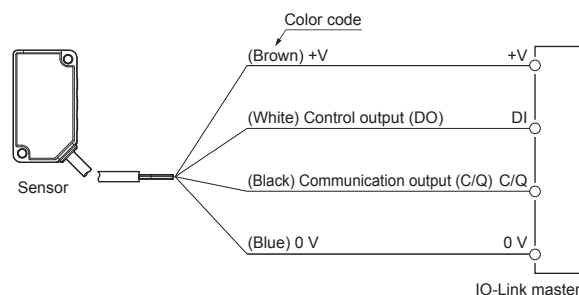 Color code
(Brown) +V +V
(White) Control output (DO) DI
Sensor
(Black) Communication output (C/Q) C/Q
(Blue) 0 V 0 V
IO-Link master